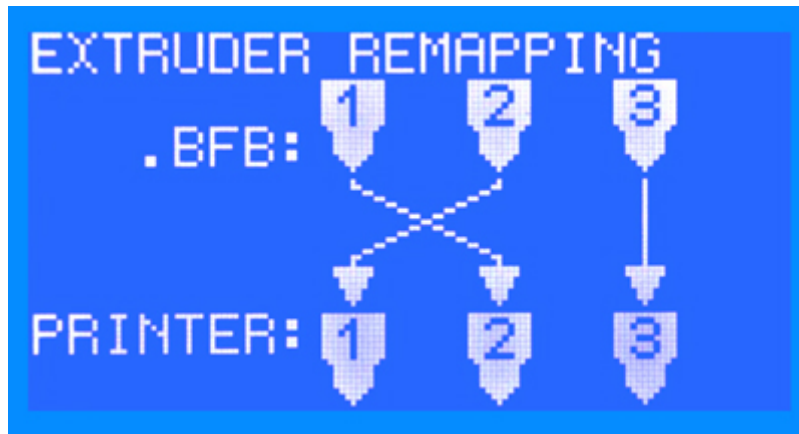 EXTRUDER REMAPPING
.BFB: 1 2 3
PRINTER: 1 2 3